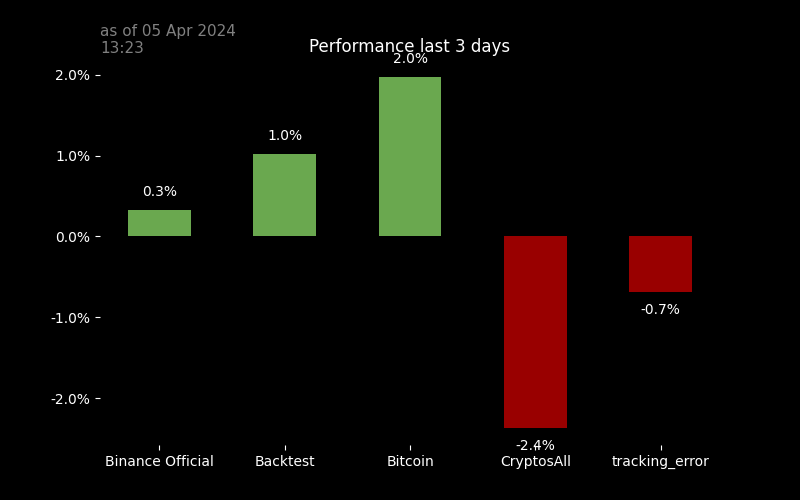 as of 05 Apr 2024
13:23
Performance last 3 days
2.0%
2.0%
1.0%
1.0%
0.3%
0.0%
-0.7%
-1.0%
-2.0%
-2.4%
Binance Official
Backtest
Bitcoin
CryptosAll
tracking_error